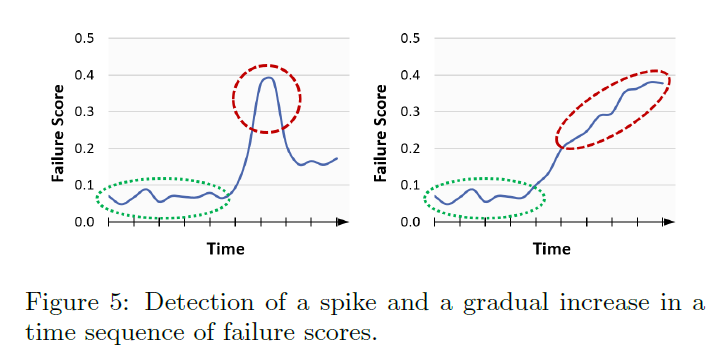 0.5
0.4
0.3
0.2
0.1
0.0
Failure Score
Time
0.5
0.4
0.3
0.2
0.1
0.0
Failure Score
Time
Figure 5: Detection of a spike and a gradual increase in a
time sequence of failure scores.